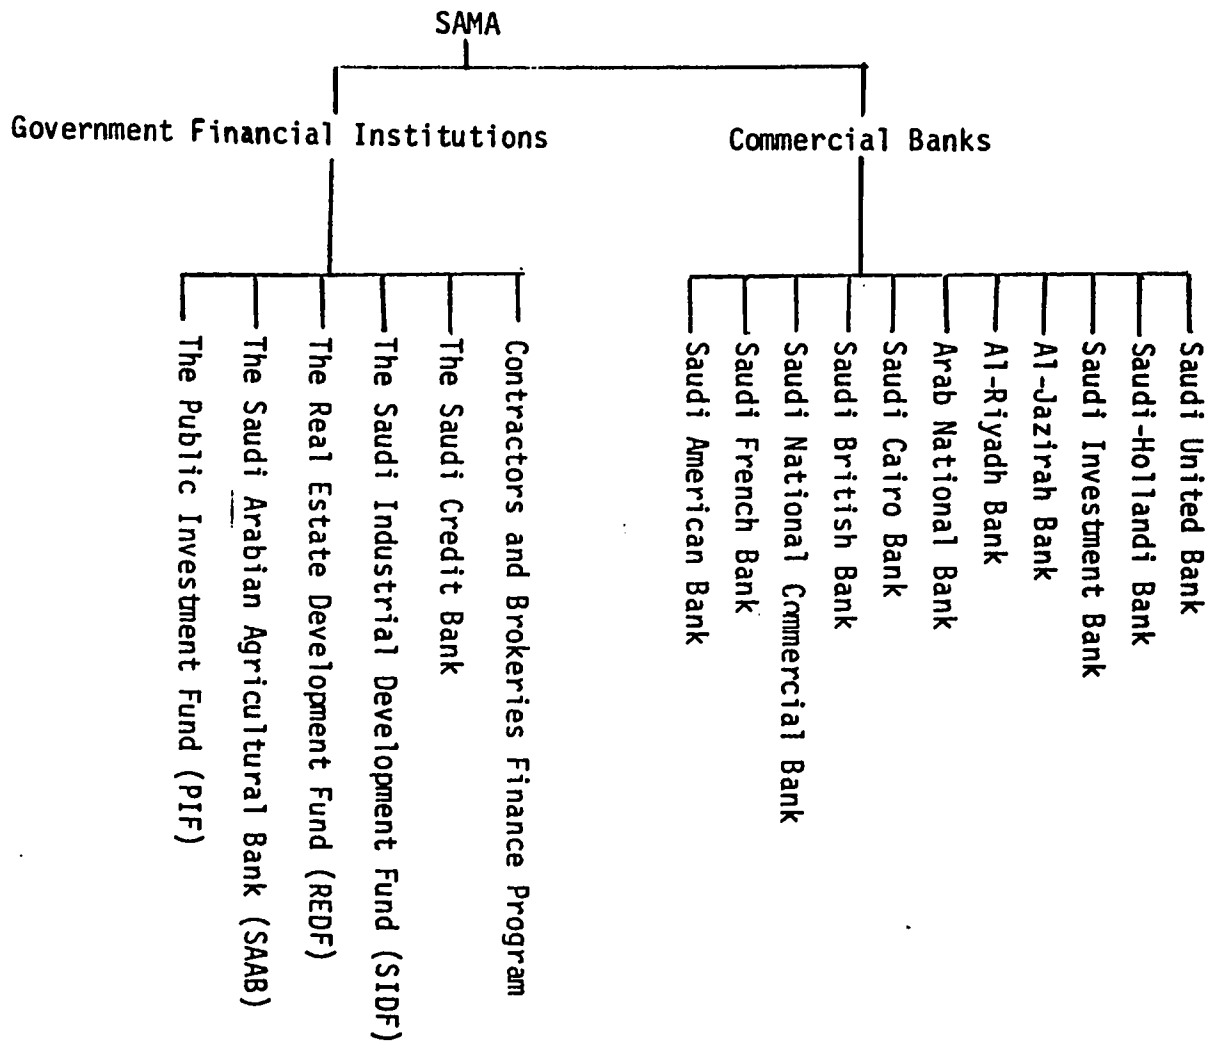 SAMA
Government Financial Institutions
Commercial Banks
The Public Investment Fund (PIF)
The Saudi Arabian Agricultural Bank (SAAB)
The Real Estate Development Fund (REDF)
The Saudi Industrial Development Fund (SIDF)
The Saudi Credit Bank
Contractors and Brokeries Finance Program
Saudi American Bank
Saudi French Bank
Saudi National Commercial Bank
Saudi British Bank
Saudi Cairo Bank
Arab National Bank
Al-Riyadh Bank
Al-Jazirah Bank
Saudi Investment Bank
Saudi-Hollandi Bank
Saudi United Bank